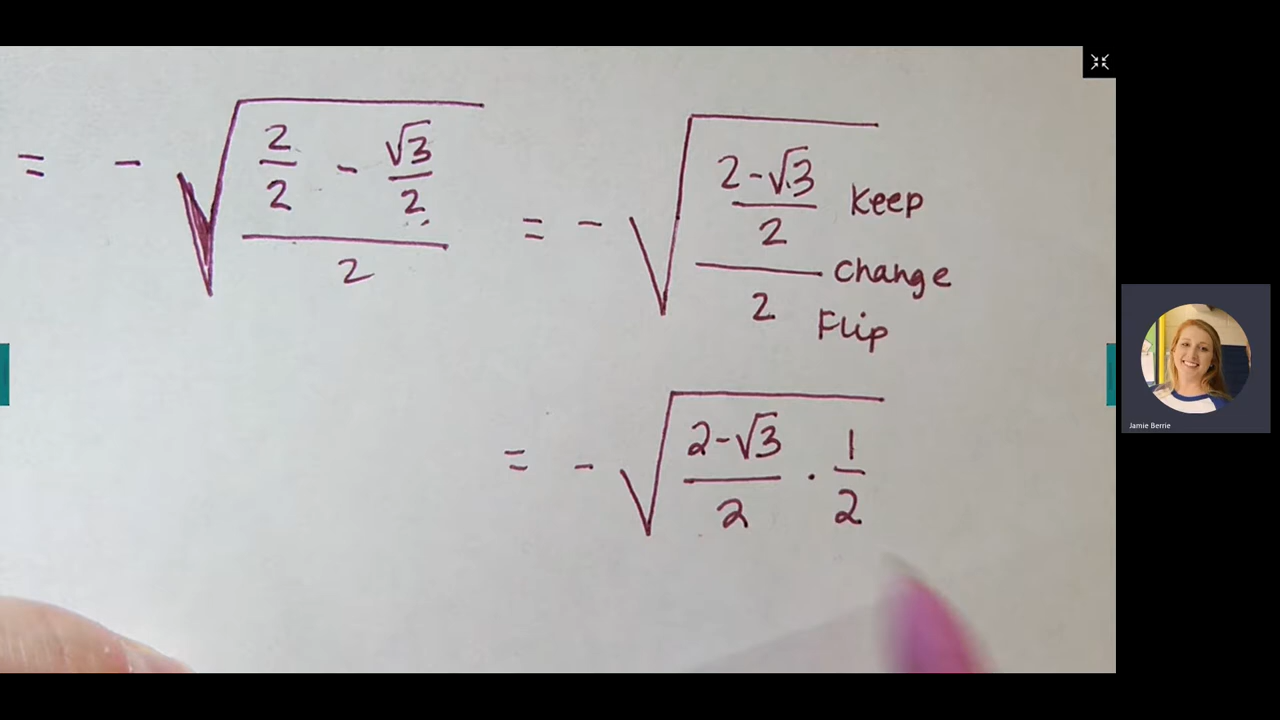 = - √((2/2 - √3/2)/2) = - √(((2-√3)/2)/2) Keep Change Flip
= - √((2-√3)/2 · 1/2)
Jamie Berrie